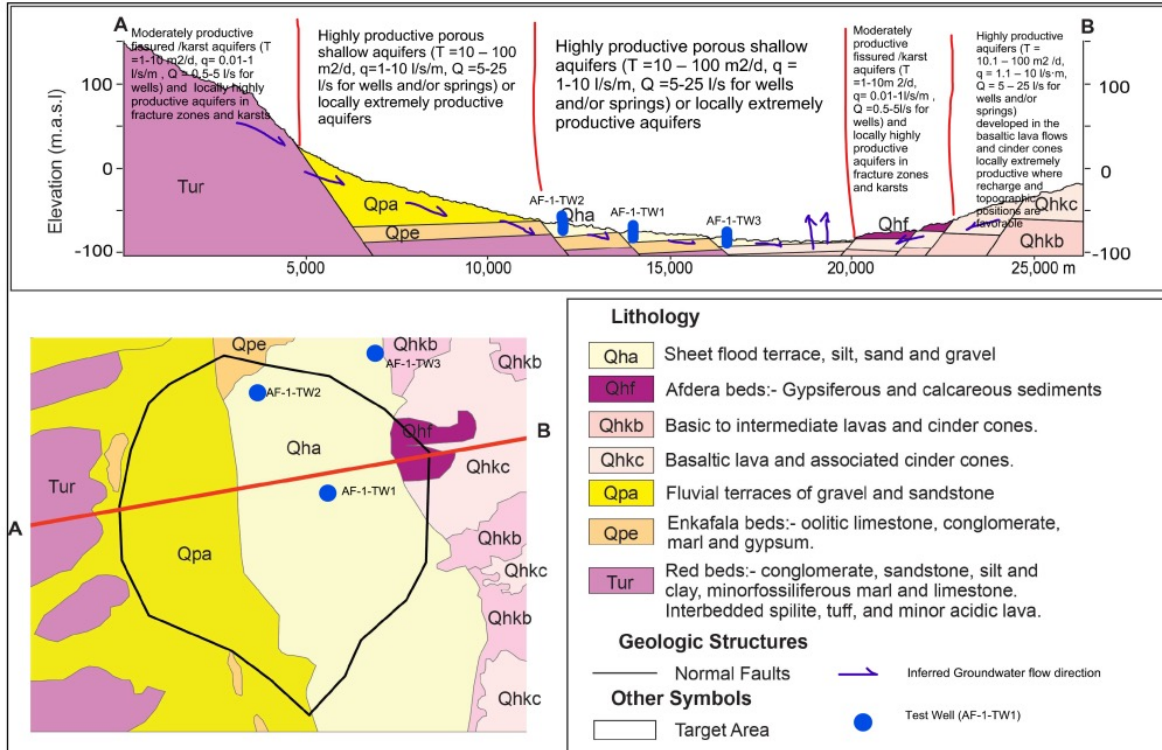 A
B
Moderately productive
fissured /karst aquifers (T
=1-10 m2/d, q= 0.01-1
l/s/m , Q = 0.5-5 l/s for
wells) and locally highly
productive aquifers in
fracture zones and karsts
Highly productive porous
shallow aquifers (T =10 – 100
m2/d, q=1-10 l/s/m, Q =5-25
l/s for wells and/or springs) or
locally extremely productive
aquifers
Highly productive porous shallow
aquifers (T =10 – 100 m2/d, q =
1-10 l/s/m, Q =5-25 l/s for wells
and/or springs) or locally extremely
productive aquifers
Moderately
productive
fissured /karst
aquifers (T
=1-10m 2/d,
q= 0.01-1l/s/m ,
Q =0.5-5l/s for
wells) and
locally highly
productive
aquifers in
fracture zones
and karsts
Highly productive
aquifers (T =
10.1 – 100 m2 /d,
q = 1.1 – 10 l/s·m,
Q = 5 – 25 l/s for
wells and/or
springs)
developed in the
basaltic lava flows
and cinder cones
locally extremely
productive where
recharge and
topographic
positions are
favorable
Elevation (m.a.s.l)
100
0
-100
100
0
-100
Tur
Qpa
Qpe
AF-1-TW2
Qha
AF-1-TW1
AF-1-TW3
Qhf
Qhkc
Qhkb
5,000
10,000
15,000
20,000
25,000 m
Qpe
Qhkb
Qhkb
AF-1-TW3
AF-1-TW2
Qha
Qhf
B
Qhkc
Tur
AF-1-TW1
A
Qpa
Qhkb
Qhkc
Qhkb
Qhkc
Lithology
Qha Sheet flood terrace, silt, sand and gravel
Qhf Afdera beds:- Gypsiferous and calcareous sediments
Qhkb Basic to intermediate lavas and cinder cones.
Qhkc Basaltic lava and associated cinder cones.
Qpa Fluvial terraces of gravel and sandstone
Qpe Enkafala beds:- oolitic limestone, conglomerate,
marl and gypsum.
Tur Red beds:- conglomerate, sandstone, silt and
clay, minorfossiliferous marl and limestone.
Interbedded spilite, tuff, and minor acidic lava.
Geologic Structures
Normal Faults
Inferred Groundwater flow direction
Other Symbols
Target Area
Test Well (AF-1-TW1)